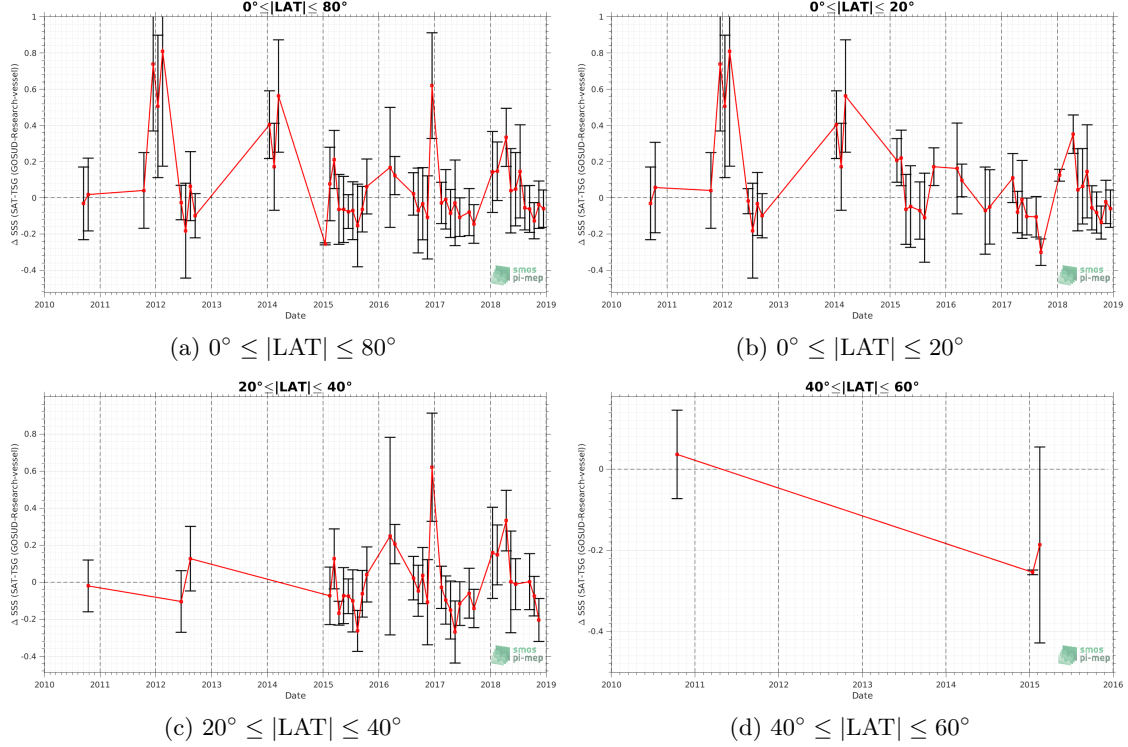 0°≤|LAT|≤ 80°
Δ SSS (SAT-TSG (GOSUD-Research-vessel))
1
0.8
0.6
0.4
0.2
0
-0.2
-0.4
2010 2011 2012 2013 2014 2015 2016 2017 2018 2019
Date
smos
pi-mep
(a) 0° ≤ |LAT| ≤ 80°
0°≤|LAT|≤ 20°
Δ SSS (SAT-TSG (GOSUD-Research-vessel))
1
0.8
0.6
0.4
0.2
0
-0.2
-0.4
2010 2011 2012 2013 2014 2015 2016 2017 2018 2019
Date
smos
pi-mep
(b) 0° ≤ |LAT| ≤ 20°
20°≤|LAT|≤ 40°
Δ SSS (SAT-TSG (GOSUD-Research-vessel))
0.8
0.6
0.4
0.2
0
-0.2
-0.4
2010 2011 2012 2013 2014 2015 2016 2017 2018 2019
Date
smos
pi-mep
(c) 20° ≤ |LAT| ≤ 40°
40°≤|LAT|≤ 60°
Δ SSS (SAT-TSG (GOSUD-Research-vessel))
0
-0.2
-0.4
2010 2011 2012 2013 2014 2015 2016
Date
smos
pi-mep
(d) 40° ≤ |LAT| ≤ 60°